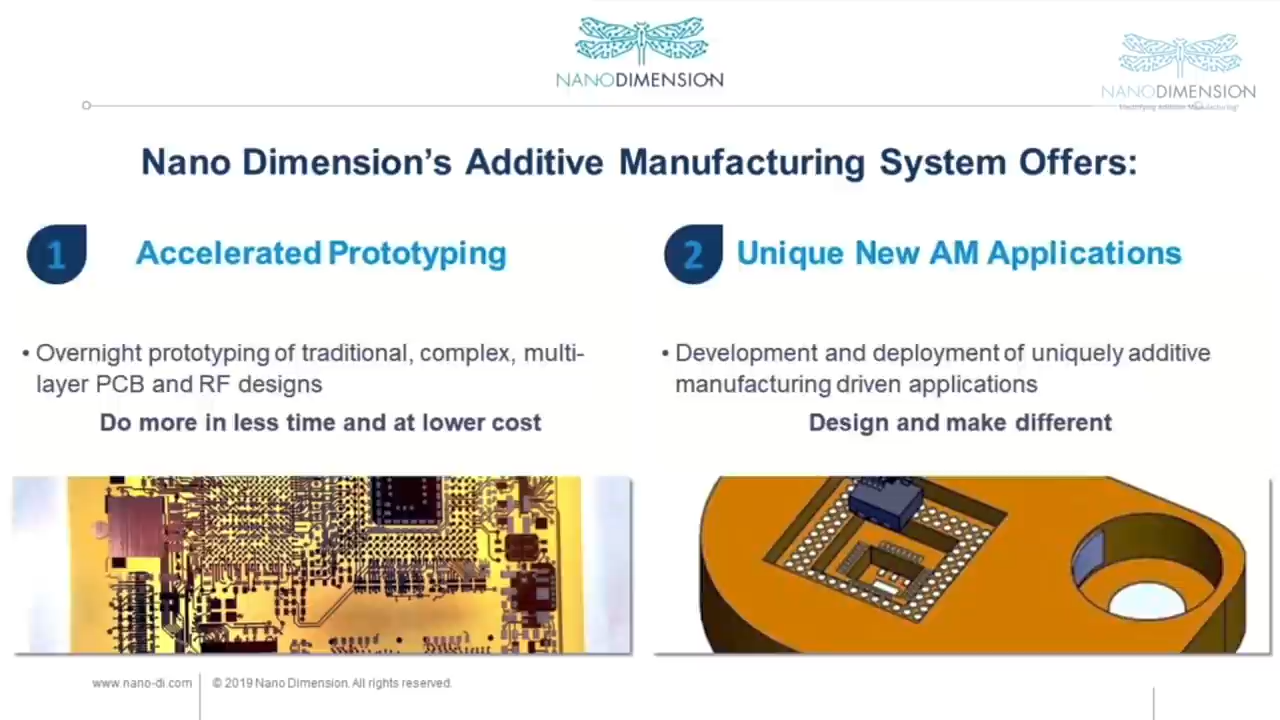 NANODIMENSION
NANODIMENSION
Electrifying Additive Manufacturing
Nano Dimension's Additive Manufacturing System Offers:
1
Accelerated Prototyping
• Overnight prototyping of traditional, complex, multi-
layer PCB and RF designs
Do more in less time and at lower cost
2
Unique New AM Applications
• Development and deployment of uniquely additive
manufacturing driven applications
Design and make different
www.nano-di.com
© 2019 Nano Dimension. All rights reserved.